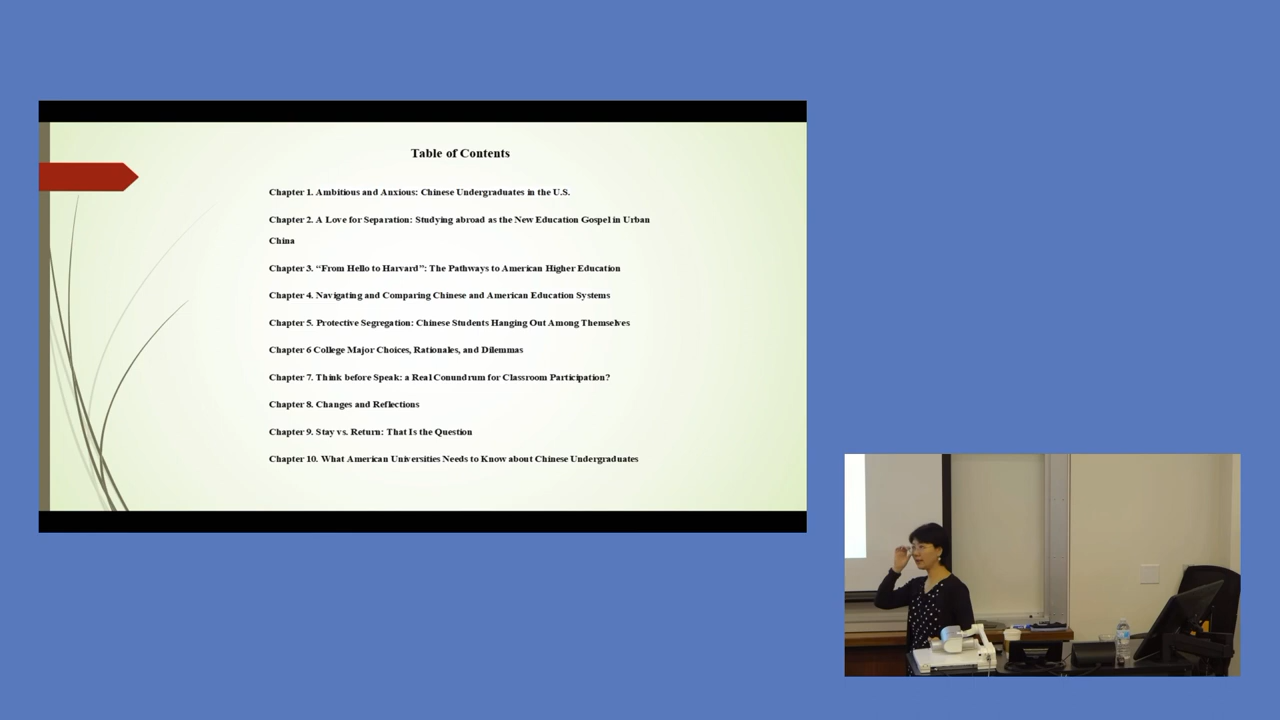 Table of Contents
Chapter 1. Ambitious and Anxious: Chinese Undergraduates in the U.S.
Chapter 2. A Love for Separation: Studying abroad as the New Education Gospel in Urban
China
Chapter 3. “From Hello to Harvard”: The Pathways to American Higher Education
Chapter 4. Navigating and Comparing Chinese and American Education Systems
Chapter 5. Protective Segregation: Chinese Students Hanging Out Among Themselves
Chapter 6 College Major Choices, Rationales, and Dilemmas
Chapter 7. Think before Speak: a Real Conundrum for Classroom Participation?
Chapter 8. Changes and Reflections
Chapter 9. Stay vs. Return: That Is the Question
Chapter 10. What American Universities Needs to Know about Chinese Undergraduates